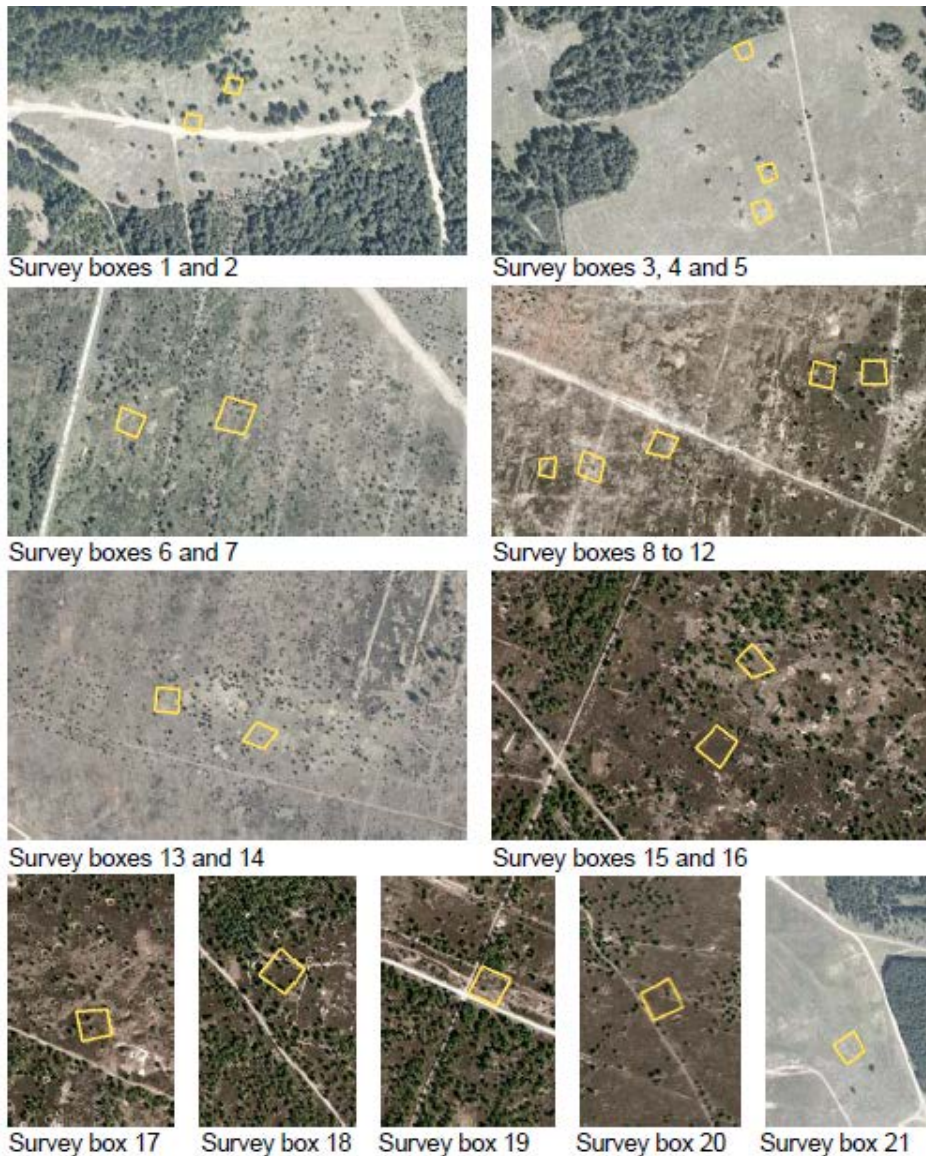 Survey boxes 1 and 2
Survey boxes 3, 4 and 5
Survey boxes 6 and 7
Survey boxes 8 to 12
Survey boxes 13 and 14
Survey boxes 15 and 16
Survey box 17
Survey box 18
Survey box 19
Survey box 20
Survey box 21